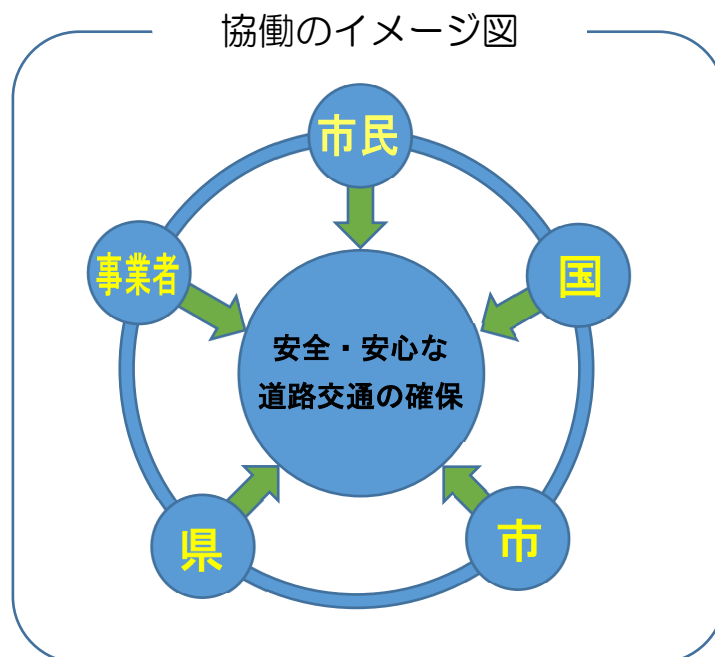 協働のイメージ図
市民
事業者
国
安全・安心な
道路交通の確保
県
市